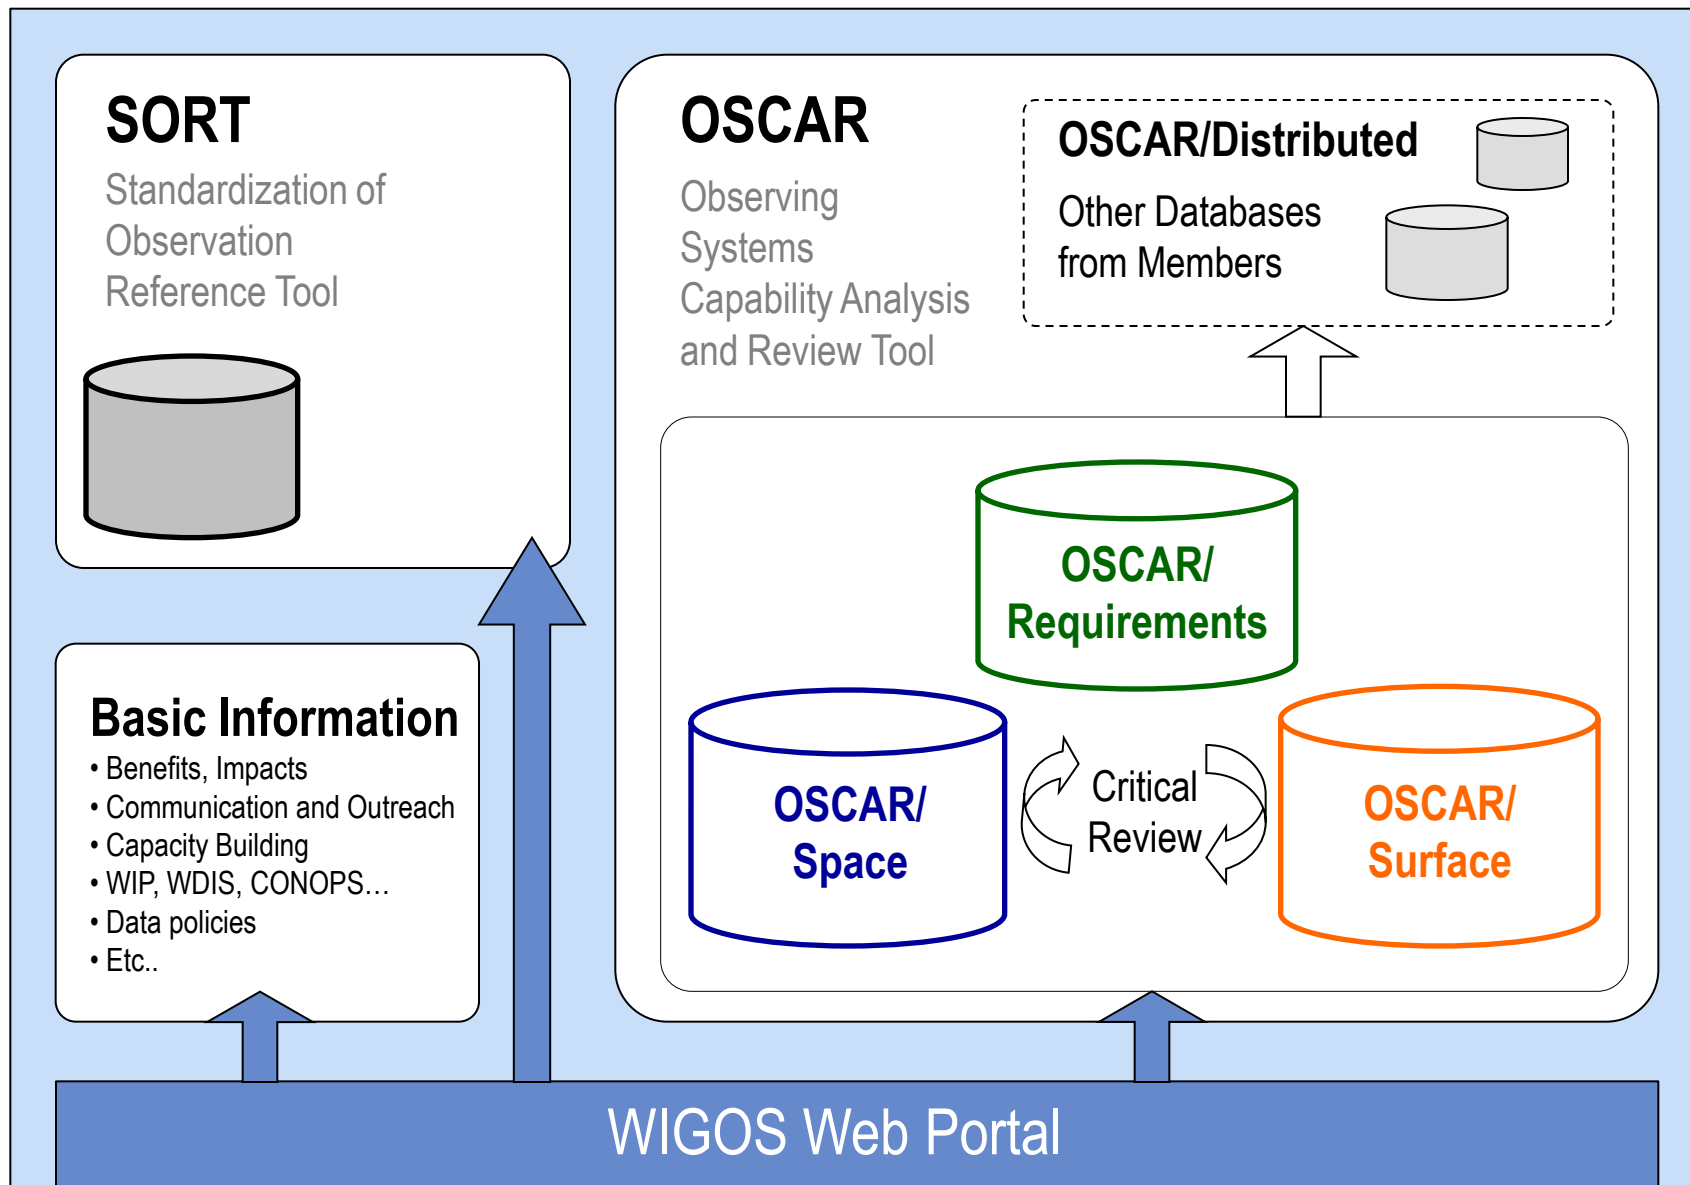 SORT
Standardization of
Observation
Reference Tool
OSCAR
Observing
Systems
Capability Analysis
and Review Tool
OSCAR/Distributed
Other Databases
from Members
OSCAR/
Requirements
OSCAR/
Space
Critical
Review
OSCAR/
Surface
Basic Information
• Benefits, Impacts
• Communication and Outreach
• Capacity Building
• WIP, WDIS, CONOPS…
• Data policies
• Etc..
WIGOS Web Portal